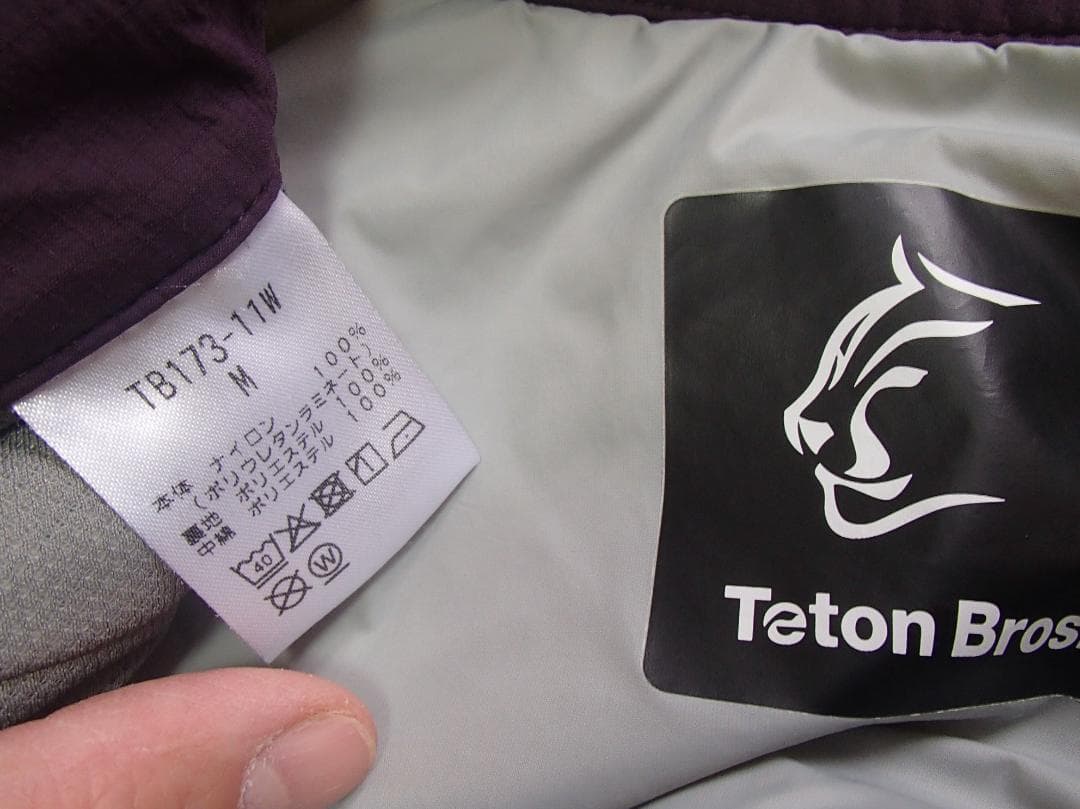 TB173-11W
M
本体 ナイロン 100%
(ポリウレタンラミネート)
裏地 ポリエステル 100%
中綿 ポリエステル 100%
40
W
Teton Bros.